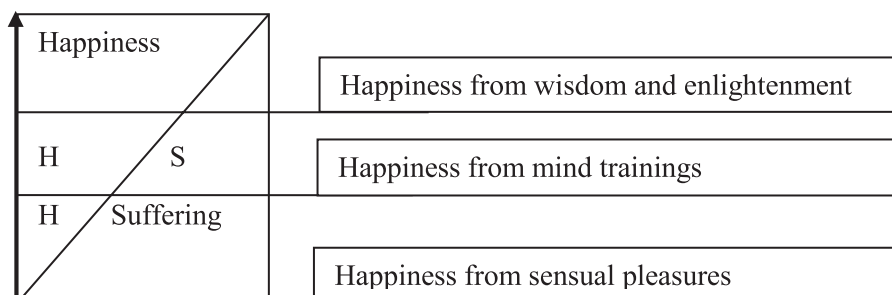 Happiness
Happiness from wisdom and enlightenment
H S
Happiness from mind trainings
H Suffering
Happiness from sensual pleasures